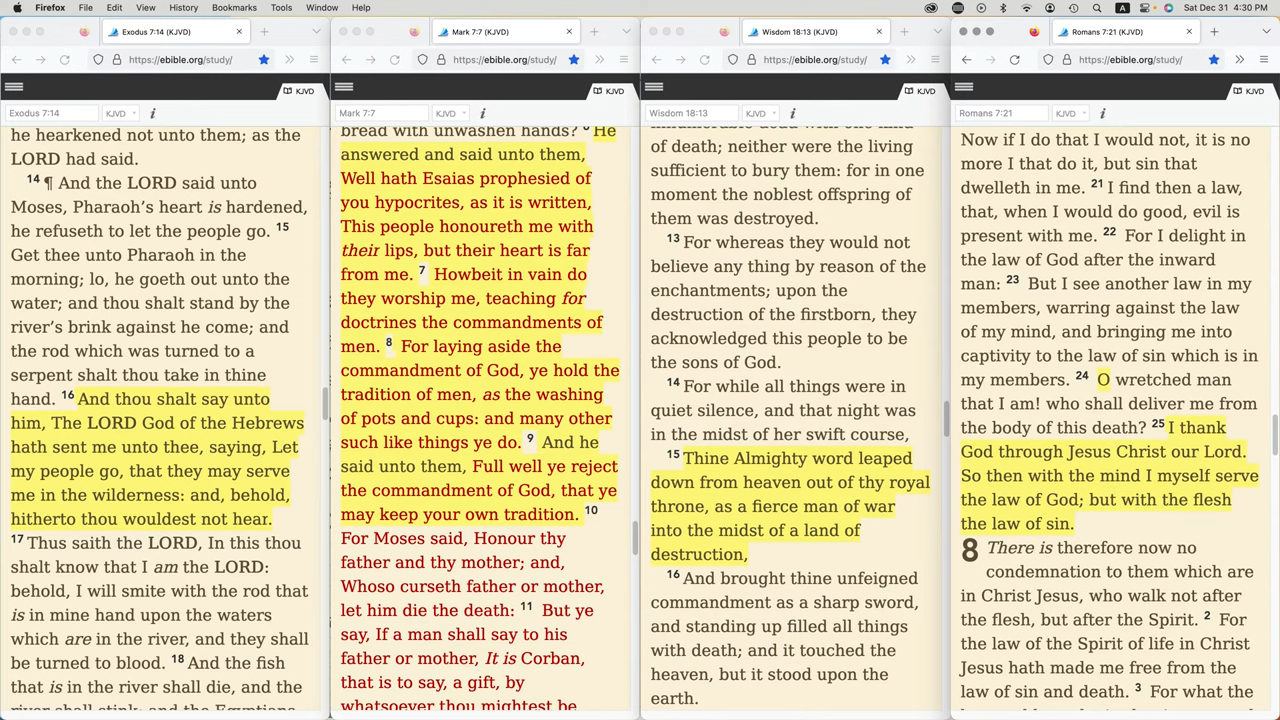 Firefox File Edit View History Bookmarks Tools Window Help A Sat Dec 31 4:30 PM
Exodus 7:14 (KJVD)
https://ebible.org/study/
KJVD
Exodus 7:14 KJVD i
he hearkened not unto them; as the
LORD had said.
14 ¶ And the LORD said unto
Moses, Pharaoh's heart is hardened,
he refuseth to let the people go. 15
Get thee unto Pharaoh in the
morning; lo, he goeth out unto the
water; and thou shalt stand by the
river's brink against he come; and
the rod which was turned to a
serpent shalt thou take in thine
hand. 16 And thou shalt say unto
him, The LORD God of the Hebrews
hath sent me unto thee, saying, Let
my people go, that they may serve
me in the wilderness: and, behold,
hitherto thou wouldest not hear.
17 Thus saith the LORD, In this thou
shalt know that I am the LORD:
behold, I will smite with the rod that
is in mine hand upon the waters
which are in the river, and they shall
be turned to blood. 18 And the fish
that is in the river shall die, and the
river shall stink; and the Egyptians
Mark 7:7 (KJVD)
https://ebible.org/study/
KJVD
Mark 7:7 KJVD i
bread with unwashen hands? 6 He
answered and said unto them,
Well hath Esaias prophesied of
you hypocrites, as it is written,
This people honoureth me with
their lips, but their heart is far
from me. 7 Howbeit in vain do
they worship me, teaching for
doctrines the commandments of
men. 8 For laying aside the
commandment of God, ye hold the
tradition of men, as the washing
of pots and cups: and many other
such like things ye do. 9 And he
said unto them, Full well ye reject
the commandment of God, that ye
may keep your own tradition. 10
For Moses said, Honour thy
father and thy mother; and,
Whoso curseth father or mother,
let him die the death: 11 But ye
say, If a man shall say to his
father or mother, It is Corban,
that is to say, a gift, by
whatsoever thou mightest be
Wisdom 18:13 (KJVD)
https://ebible.org/study/
KJVD
Wisdom 18:13 KJVD i
innumerable dead with one kind
of death; neither were the living
sufficient to bury them: for in one
moment the noblest offspring of
them was destroyed.
13 For whereas they would not
believe any thing by reason of the
enchantments; upon the
destruction of the firstborn, they
acknowledged this people to be
the sons of God.
14 For while all things were in
quiet silence, and that night was
in the midst of her swift course,
15 Thine Almighty word leaped
down from heaven out of thy royal
throne, as a fierce man of war
into the midst of a land of
destruction,
16 And brought thine unfeigned
commandment as a sharp sword,
and standing up filled all things
with death; and it touched the
heaven, but it stood upon the
earth.
Romans 7:21 (KJVD)
https://ebible.org/study/
KJVD
Romans 7:21 KJVD i
Now if I do that I would not, it is no
more I that do it, but sin that
dwelleth in me. 21 I find then a law,
that, when I would do good, evil is
present with me. 22 For I delight in
the law of God after the inward
man: 23 But I see another law in my
members, warring against the law
of my mind, and bringing me into
captivity to the law of sin which is in
my members. 24 O wretched man
that I am! who shall deliver me from
the body of this death? 25 I thank
God through Jesus Christ our Lord.
So then with the mind I myself serve
the law of God; but with the flesh
the law of sin.
8 There is therefore now no
condemnation to them which are
in Christ Jesus, who walk not after
the flesh, but after the Spirit. 2 For
the law of the Spirit of life in Christ
Jesus hath made me free from the
law of sin and death. 3 For what the